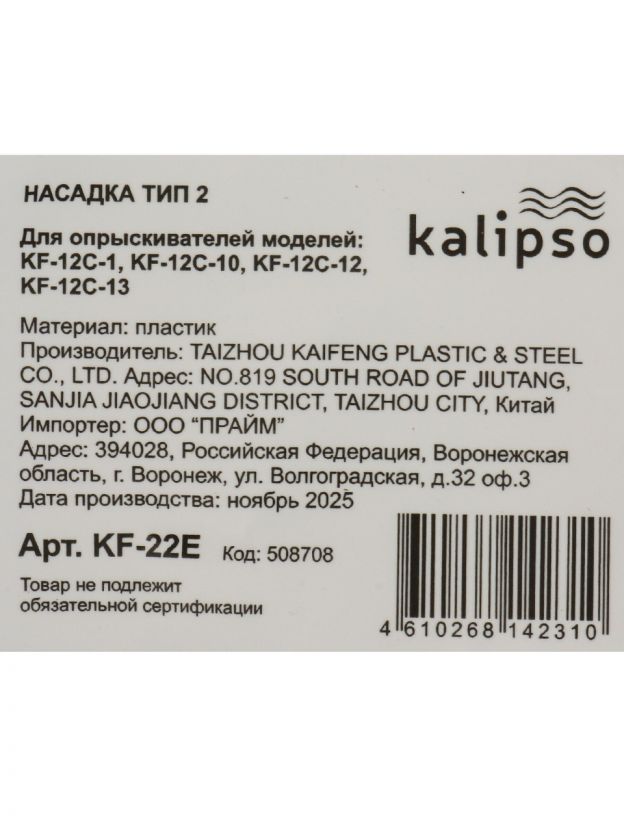 НАСАДКА ТИП 2
kalipso
Для опрыскивателей моделей:
KF-12C-1, KF-12C-10, KF-12C-12,
KF-12C-13
Материал: пластик
Производитель: TAIZHOU KAIFENG PLASTIC & STEEL
CO., LTD. Адрес: NO.819 SOUTH ROAD OF JIUTANG,
SANJIA JIAOJIANG DISTRICT, TAIZHOU CITY, Китай
Импортер: ООО “ПРАЙМ”
Адрес: 394028, Российская Федерация, Воронежская
область, г. Воронеж, ул. Волгоградская, д.32 оф.3
Дата производства: ноябрь 2025
Арт. KF-22E Код: 508708
Товар не подлежит
обязательной сертификации
4 610268 142310